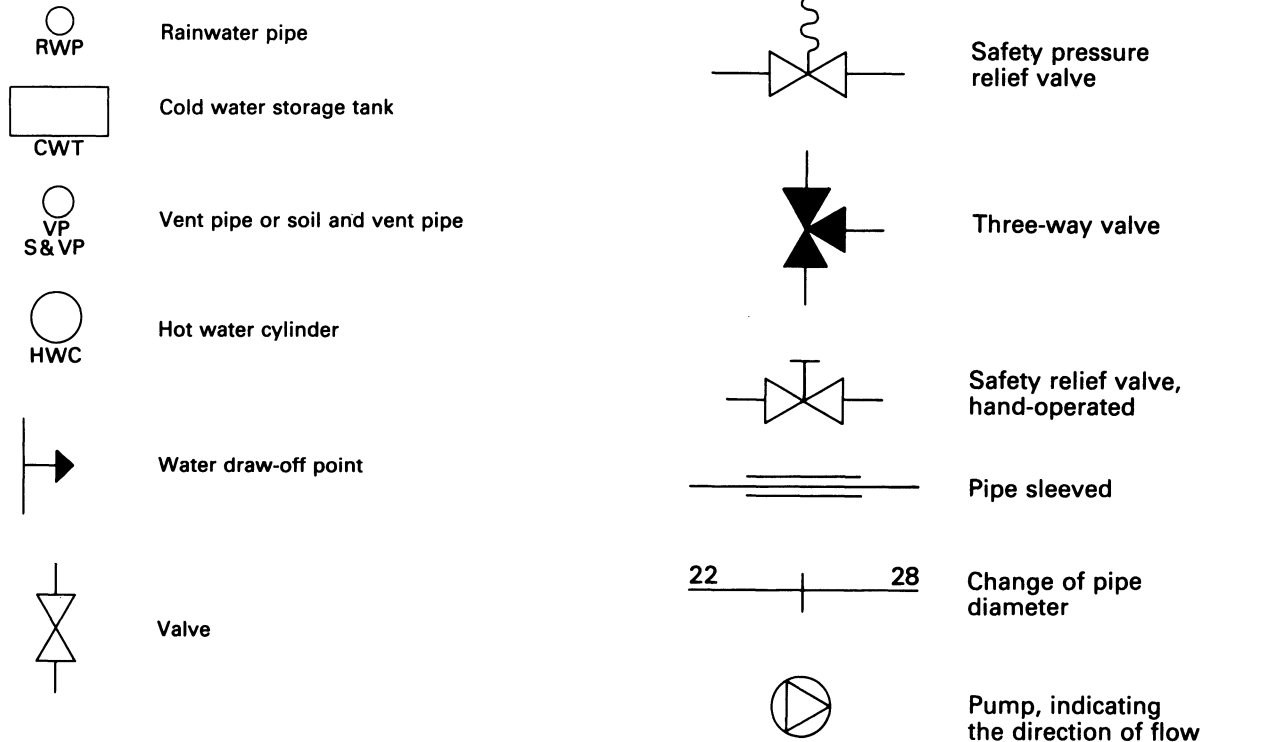 RWP
Rainwater pipe
CWT
Cold water storage tank
VP
S&VP
Vent pipe or soil and vent pipe
HWC
Hot water cylinder
Water draw-off point
Valve
Safety pressure
relief valve
Three-way valve
Safety relief valve,
hand-operated
Pipe sleeved
22 28
Change of pipe
diameter
Pump, indicating
the direction of flow